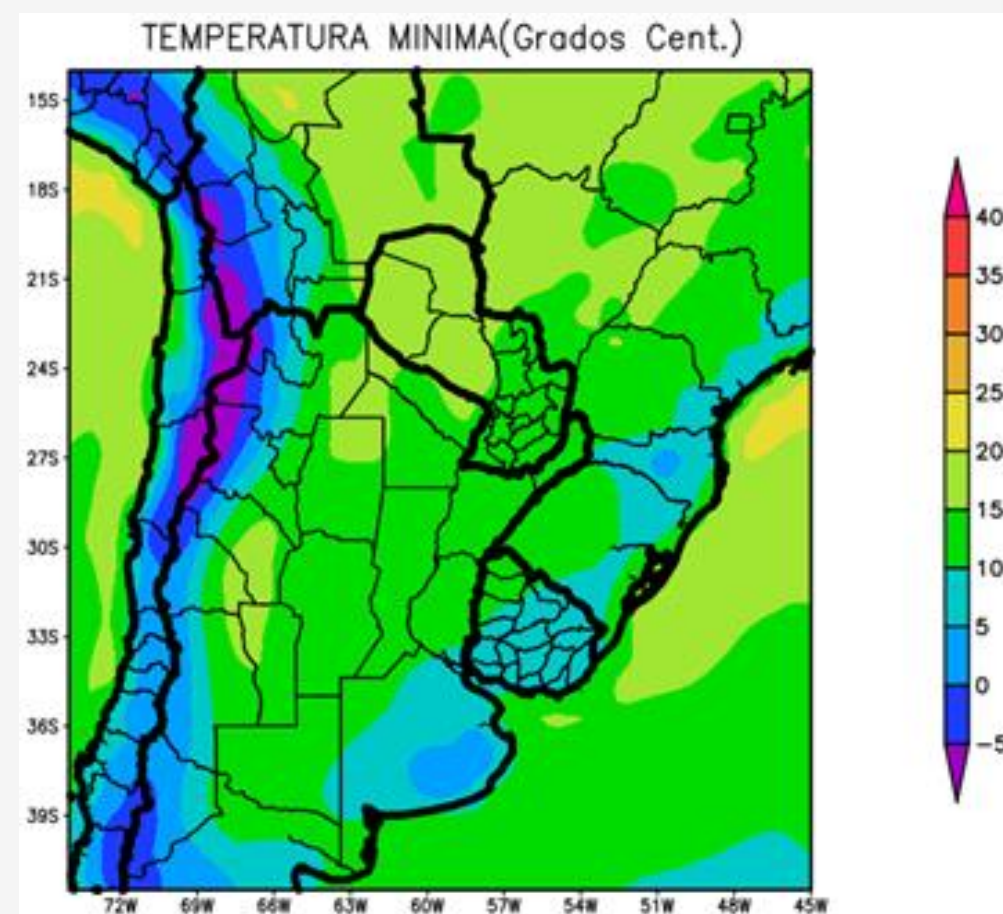 TEMPERATURA MINIMA(Grados Cent.)
15S
18S
21S
24S
27S
30S
33S
36S
39S
72W 69W 66W 63W 60W 57W 54W 51W 48W 45W
40
35
30
25
20
15
10
5
0
-5